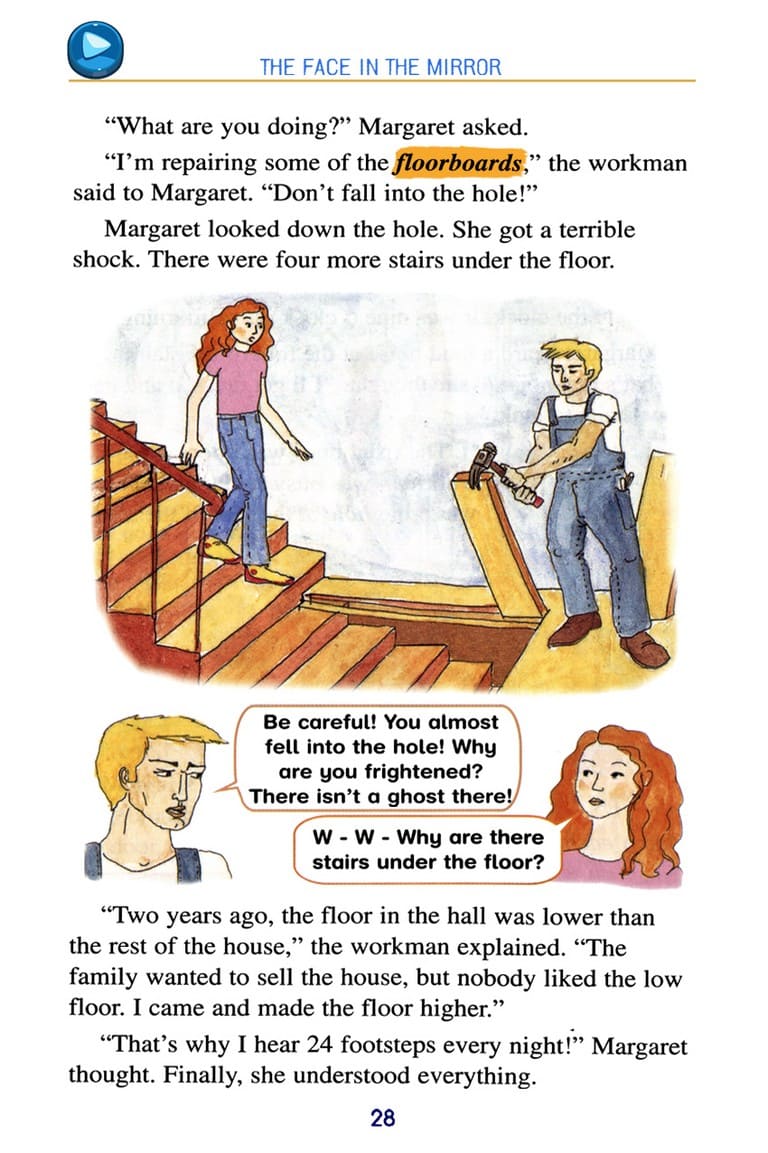 THE FACE IN THE MIRROR
“What are you doing?” Margaret asked.
“I’m repairing some of the floorboards,” the workman
said to Margaret. “Don’t fall into the hole!”
Margaret looked down the hole. She got a terrible
shock. There were four more stairs under the floor.
Be careful! You almost
fell into the hole! Why
are you frightened?
There isn’t a ghost there!
W - W - Why are there
stairs under the floor?
“Two years ago, the floor in the hall was lower than
the rest of the house,” the workman explained. “The
family wanted to sell the house, but nobody liked the low
floor. I came and made the floor higher.”
“That’s why I hear 24 footsteps every night!” Margaret
thought. Finally, she understood everything.
28